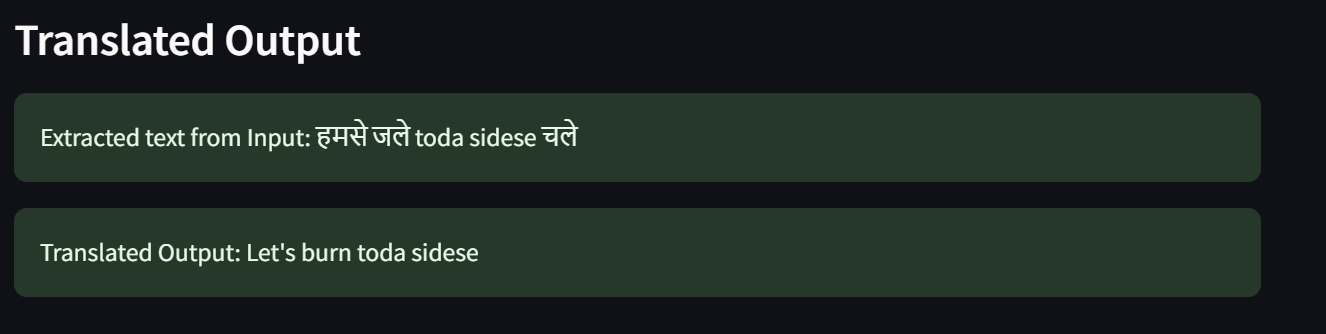 Translated Output
Extracted text from Input: हमसे जले toda sidese चले
Translated Output: Let's burn toda sidese